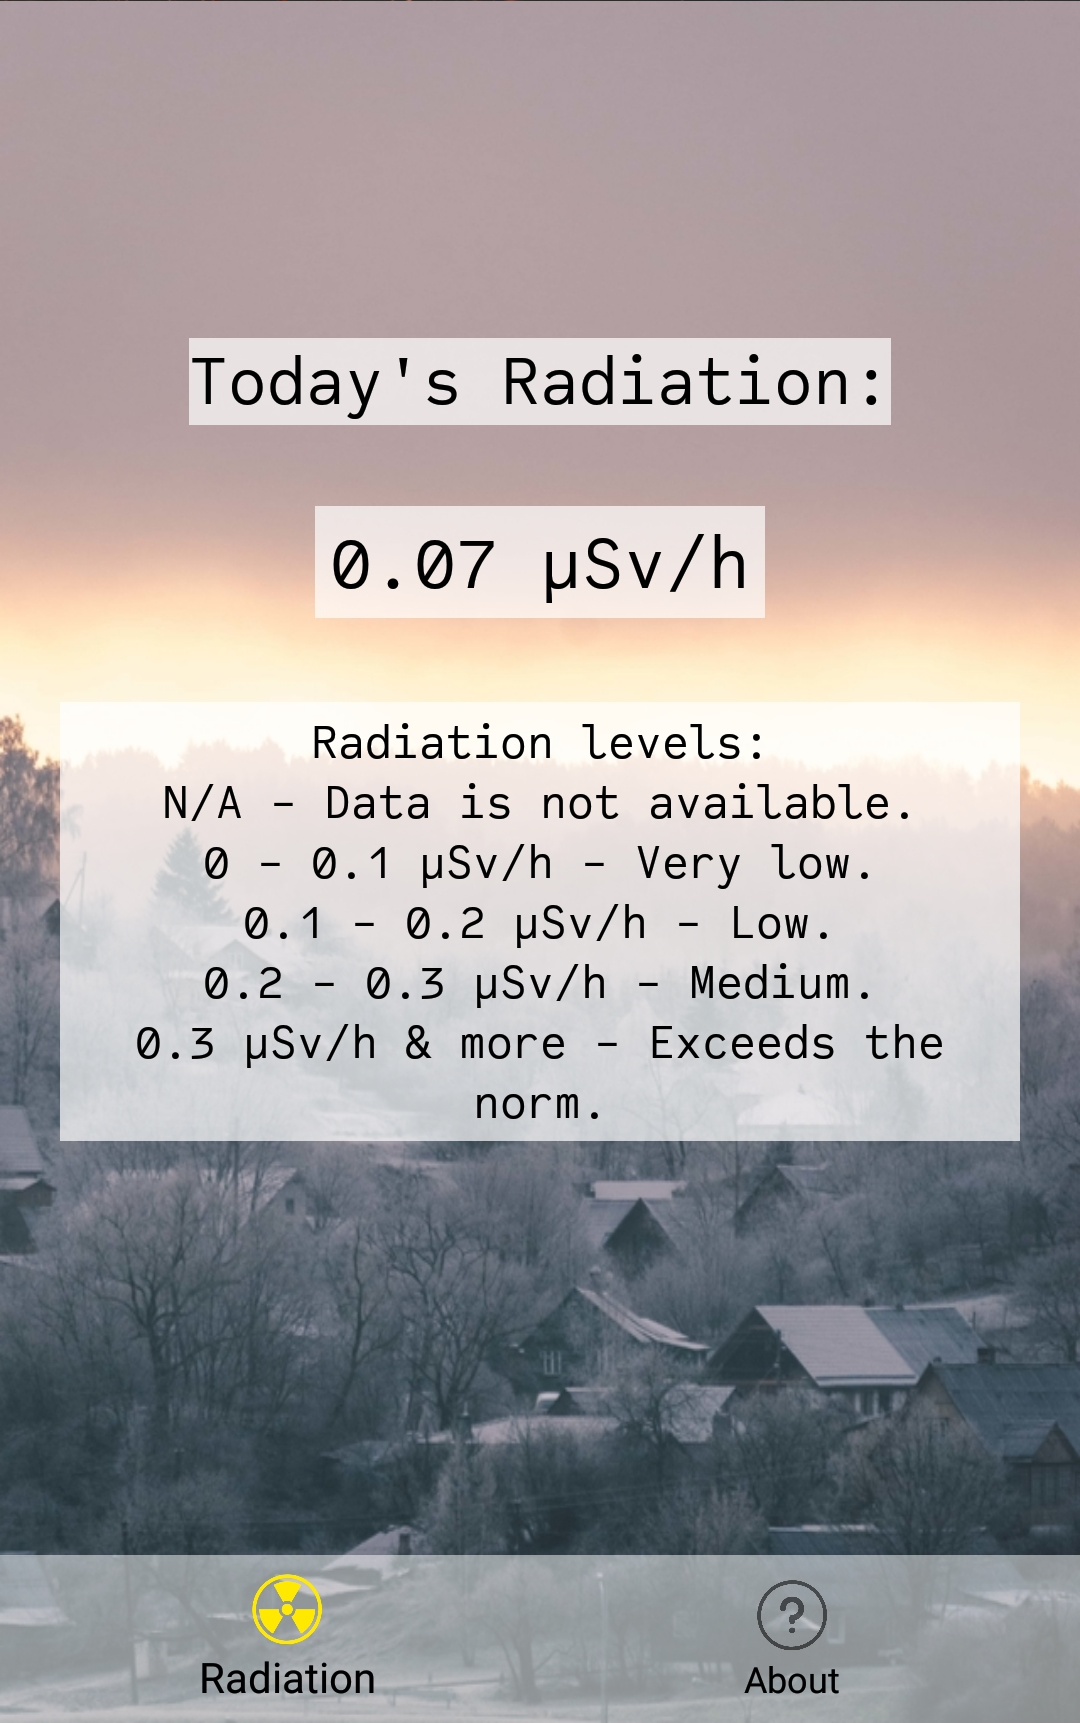 Today's Radiation:
0.07 µSv/h
Radiation levels:
N/A – Data is not available.
0 – 0.1 µSv/h – Very low.
0.1 – 0.2 µSv/h – Low.
0.2 – 0.3 µSv/h – Medium.
0.3 µSv/h & more – Exceeds the
norm.
Radiation
About